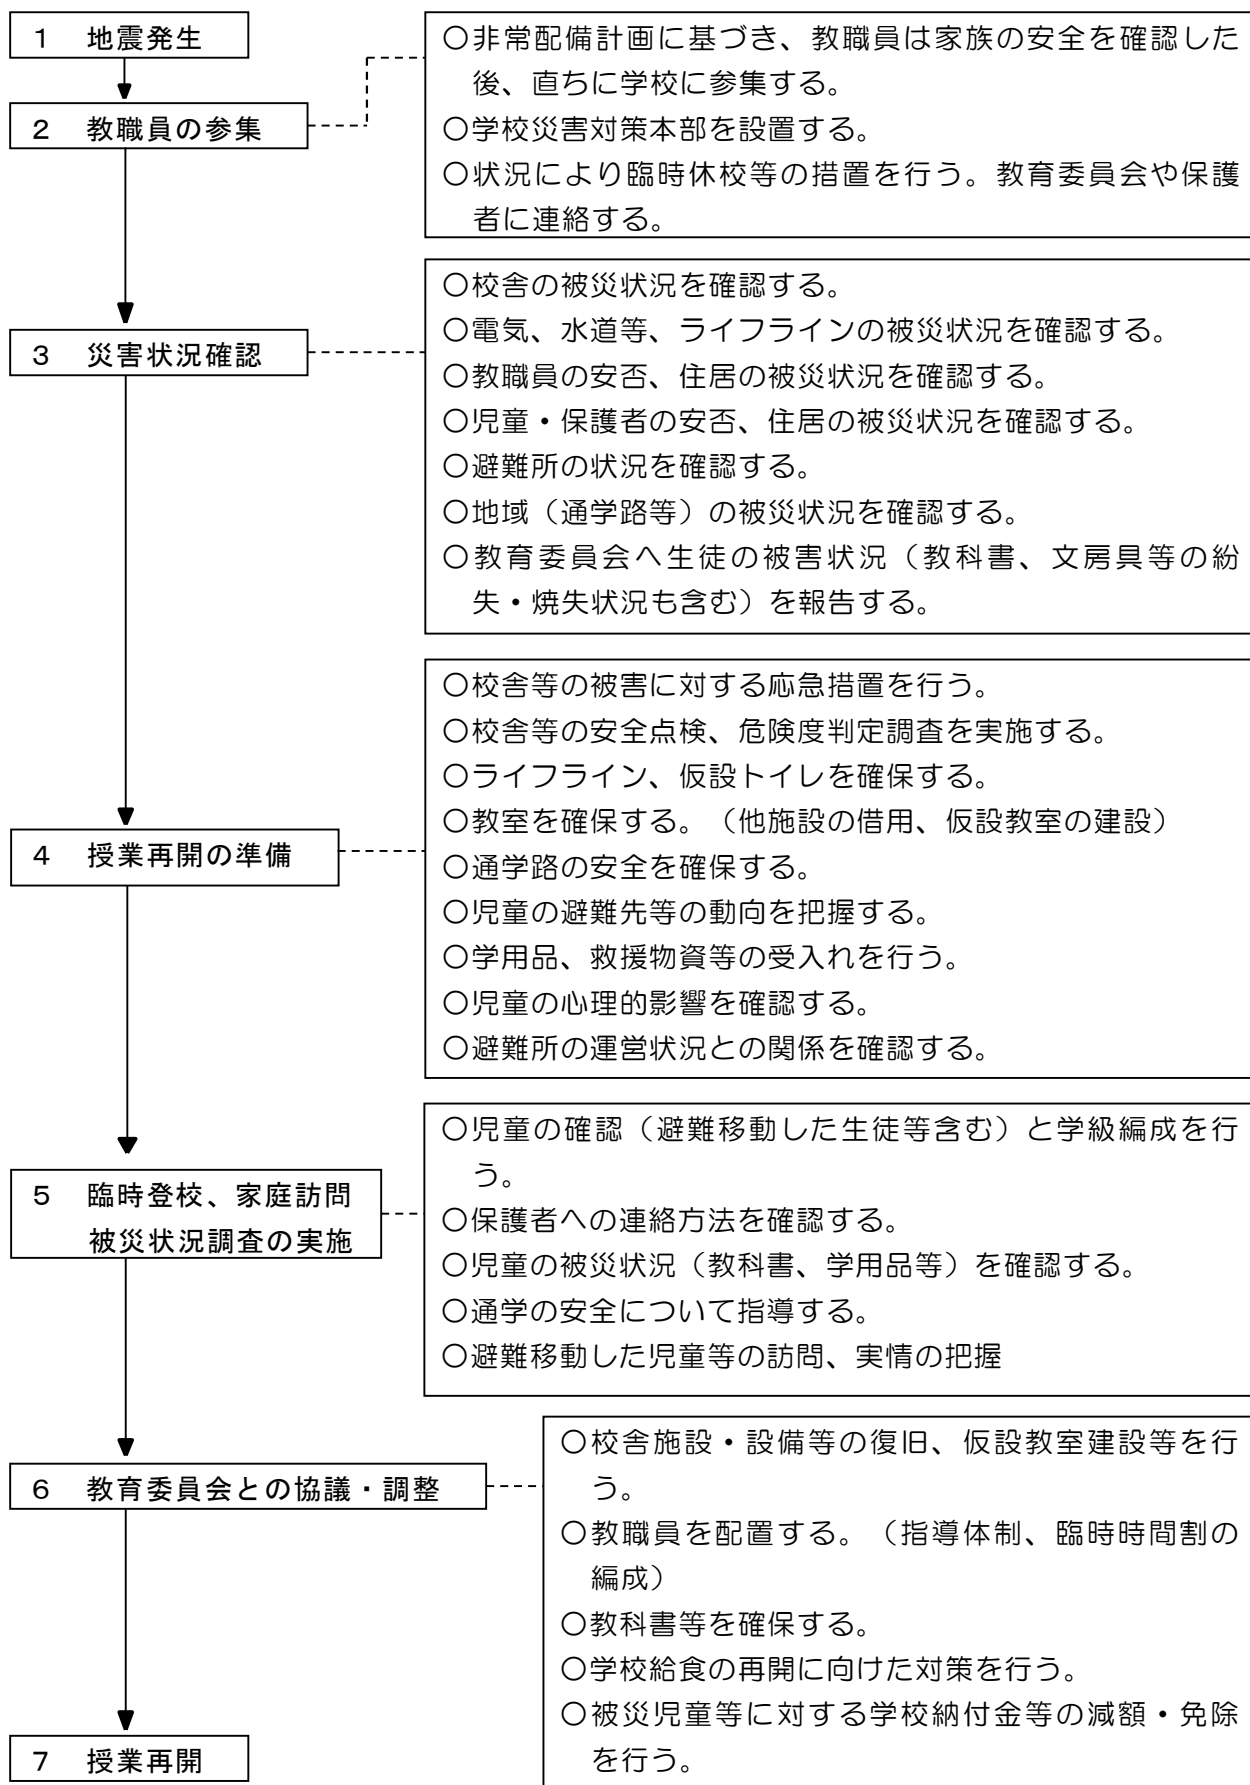 １　地震発生
○非常配備計画に基づき、教職員は家族の安全を確認した
後、直ちに学校に参集する。
２　教職員の参集
○学校災害対策本部を設置する。
○状況により臨時休校等の措置を行う。教育委員会や保護
者に連絡する。
３　災害状況確認
○校舎の被災状況を確認する。
○電気、水道等、ライフラインの被災状況を確認する。
○教職員の安否、住居の被災状況を確認する。
○児童・保護者の安否、住居の被災状況を確認する。
○避難所の状況を確認する。
○地域（通学路等）の被災状況を確認する。
○教育委員会へ生徒の被害状況（教科書、文房具等の紛
失・焼失状況も含む）を報告する。
４　授業再開の準備
○校舎等の被害に対する応急措置を行う。
○校舎等の安全点検、危険度判定調査を実施する。
○ライフライン、仮設トイレを確保する。
○教室を確保する。（他施設の借用、仮設教室の建設）
○通学路の安全を確保する。
○児童の避難先等の動向を把握する。
○学用品、救援物資等の受入れを行う。
○児童の心理的影響を確認する。
○避難所の運営状況との関係を確認する。
５　臨時登校、家庭訪問
被災状況調査の実施
○児童の確認（避難移動した生徒等含む）と学級編成を行
う。
○保護者への連絡方法を確認する。
○児童の被災状況（教科書、学用品等）を確認する。
○通学の安全について指導する。
○避難移動した児童等の訪問、実情の把握
６　教育委員会との協議・調整
○校舎施設・設備等の復旧、仮設教室建設等を行
う。
○教職員を配置する。（指導体制、臨時時間割の
編成）
○教科書等を確保する。
○学校給食の再開に向けた対策を行う。
○被災児童等に対する学校納付金等の減額・免除
を行う。
７　授業再開